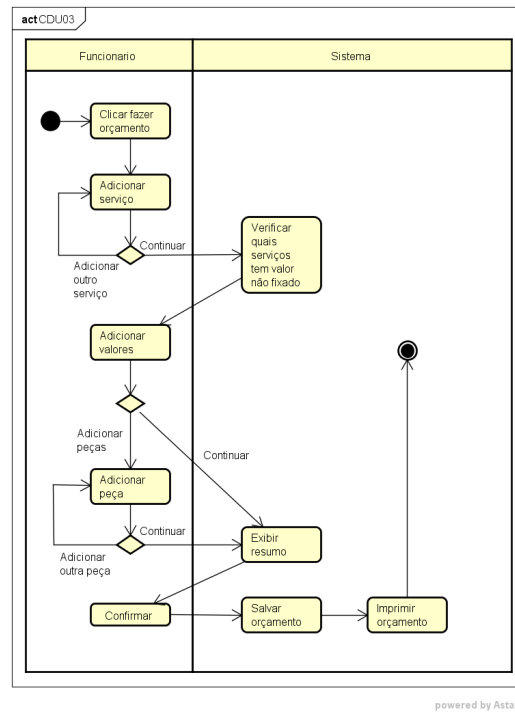 act CDU03
Funcionario
Sistema
Clicar fazer
orçamento
Adicionar
serviço
Continuar
Adicionar
outro
serviço
Verificar
quais
serviços
tem valor
não fixado
Adicionar
valores
Adicionar
peças
Continuar
Adicionar
peça
Continuar
Adicionar
outra peça
Exibir
resumo
Confirmar
Salvar
orçamento
Imprimir
orçamento
powered by Asta